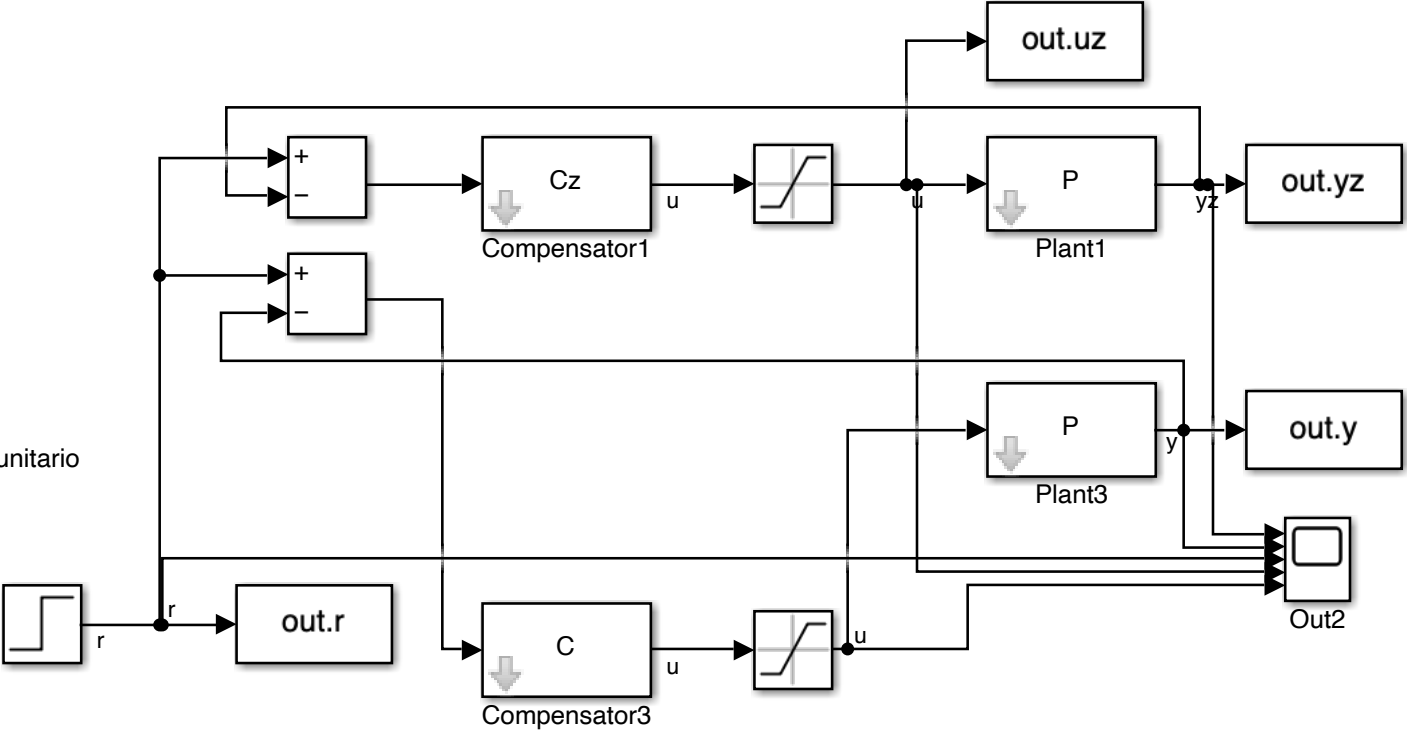 out.uz
+
−
Cz
Compensator1
u
u
P
Plant1
yz
out.yz
+
−
P
Plant3
y
out.y
unitario
r
r
out.r
C
Compensator3
u
u
Out2